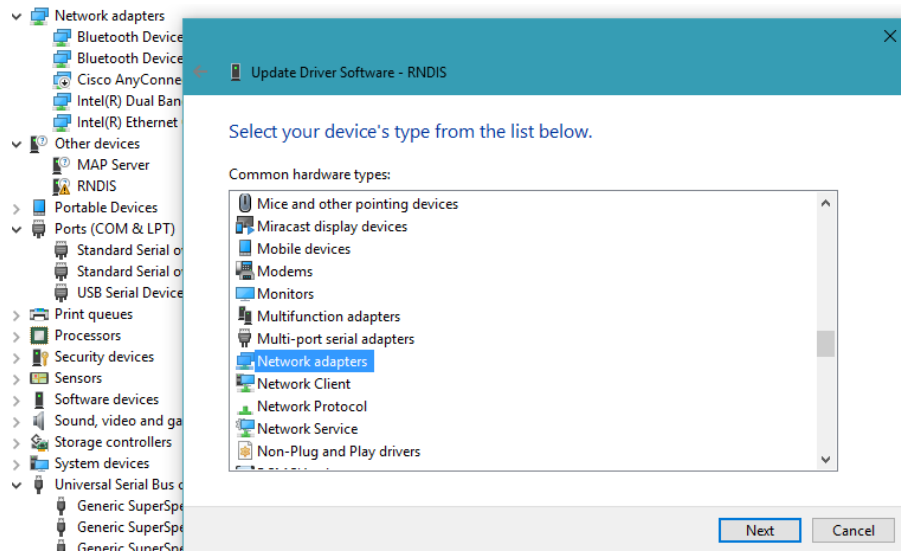 Network adapters
Bluetooth Device
Bluetooth Device
Cisco AnyConne
Intel(R) Dual Ban
Intel(R) Ethernet
Other devices
MAP Server
RNDIS
Portable Devices
Ports (COM & LPT)
Standard Serial o
Standard Serial o
USB Serial Device
Print queues
Processors
Security devices
Sensors
Software devices
Sound, video and ga
Storage controllers
System devices
Universal Serial Bus c
Generic SuperSpe
Generic SuperSpe
Generic SuperSpe
Update Driver Software - RNDIS
Select your device's type from the list below.
Common hardware types:
Mice and other pointing devices
Miracast display devices
Mobile devices
Modems
Monitors
Multifunction adapters
Multi-port serial adapters
Network adapters
Network Client
Network Protocol
Network Service
Non-Plug and Play drivers
Next
Cancel